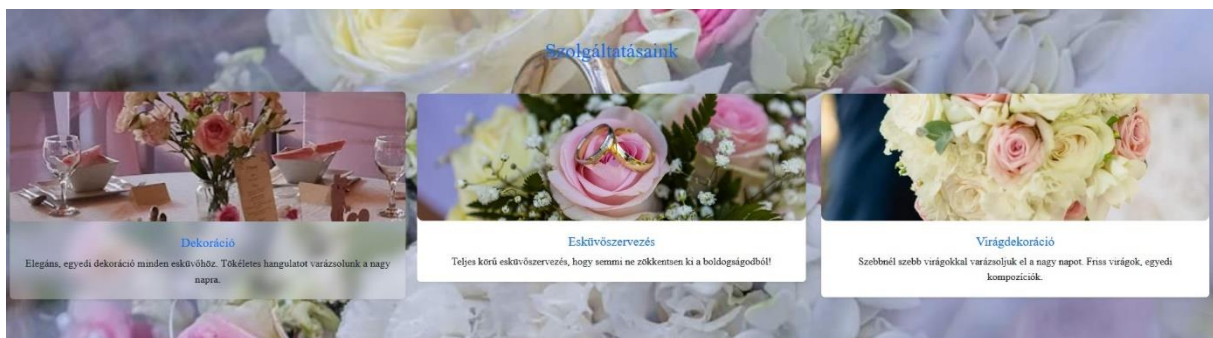 Szolgáltatásaink
Dekoráció
Elegáns, egyedi dekoráció minden esküvőhöz. Tökéletes hangulatot varázsolunk a nagy
napra.
Esküvőszervezés
Teljes körű esküvőszervezés, hogy semmi ne zökkentsen ki a boldogságodból!
Virágdekoráció
Szebbnél szebb virágokkal varázsoljuk el a nagy napot. Friss virágok, egyedi
kompozíciók.